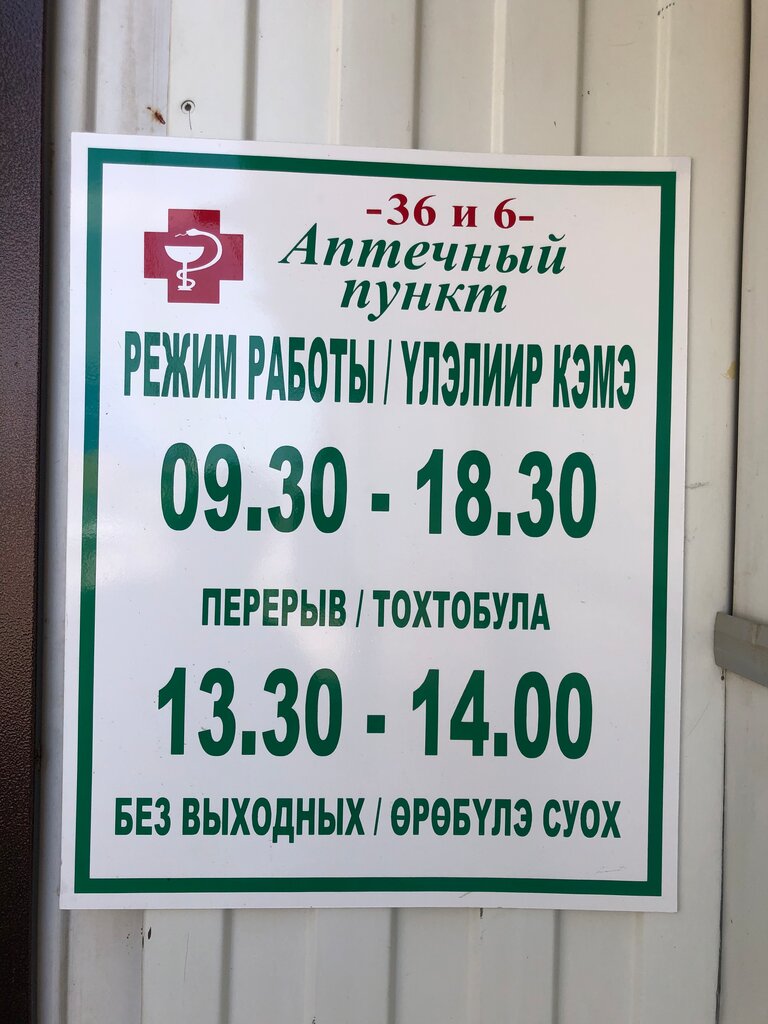 -36 и 6-
Аптечный
пункт
РЕЖИМ РАБОТЫ / ҮЛЭЛИИР КЭМЭ
09.30 - 18.30
ПЕРЕРЫВ / ТОХТОБУЛА
13.30 - 14.00
БЕЗ ВЫХОДНЫХ / ӨРӨБҮЛЭ СУОХ